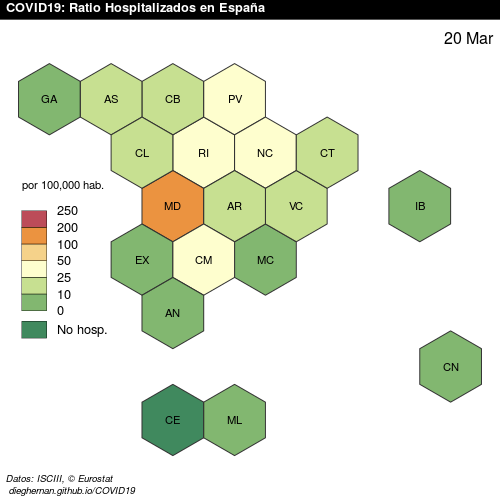 COVID19: Ratio Hospitalizados en España
20 Mar
GA AS CB PV
CL RI NC CT
por 100,000 hab.
MD AR VC IB
250
200
100
50
25
10
0
No hosp.
EX CM MC
AN
CN
CE ML
Datos: ISCIII, © Eurostat
dieghernan.github.io/COVID19